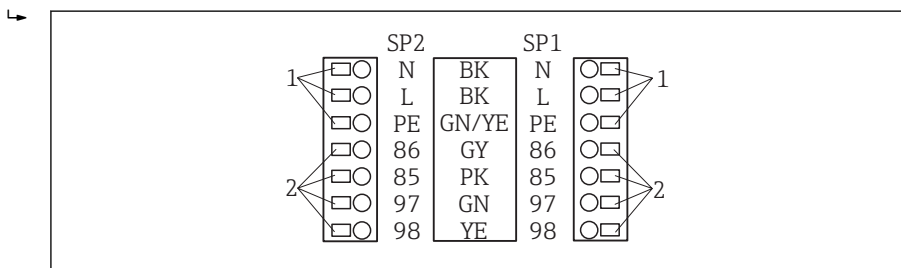 SP2 SP1
1 N BK N 1
L BK L
PE GN/YE PE
86 GY 86
2 85 PK 85 2
97 GN 97
98 YE 98